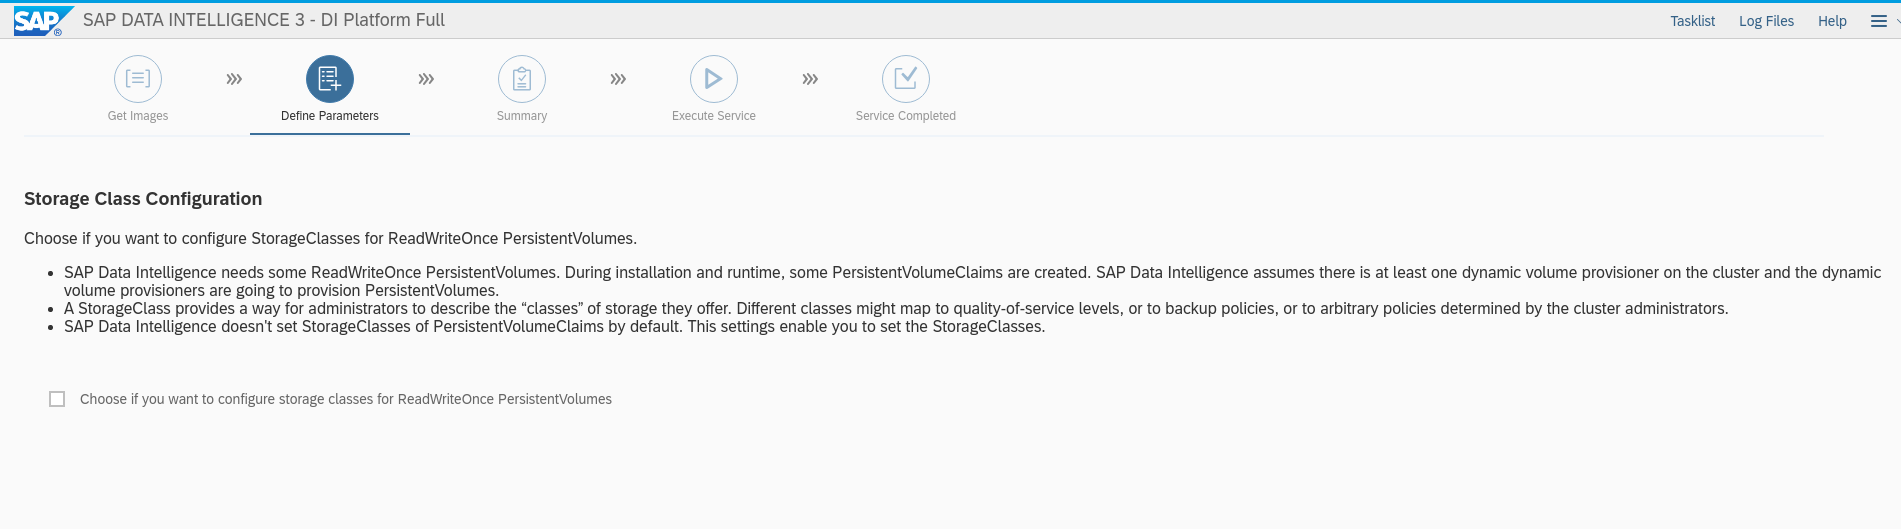 SAP ® SAP DATA INTELLIGENCE 3 - DI Platform Full Tasklist Log Files Help
Get Images Define Parameters Summary Execute Service Service Completed
Storage Class Configuration
Choose if you want to configure StorageClasses for ReadWriteOnce PersistentVolumes.
• SAP Data Intelligence needs some ReadWriteOnce PersistentVolumes. During installation and runtime, some PersistentVolumeClaims are created. SAP Data Intelligence assumes there is at least one dynamic volume provisioner on the cluster and the dynamic
volume provisioners are going to provision PersistentVolumes.
• A StorageClass provides a way for administrators to describe the “classes” of storage they offer. Different classes might map to quality-of-service levels, or to backup policies, or to arbitrary policies determined by the cluster administrators.
• SAP Data Intelligence doesn't set StorageClasses of PersistentVolumeClaims by default. This settings enable you to set the StorageClasses.
Choose if you want to configure storage classes for ReadWriteOnce PersistentVolumes